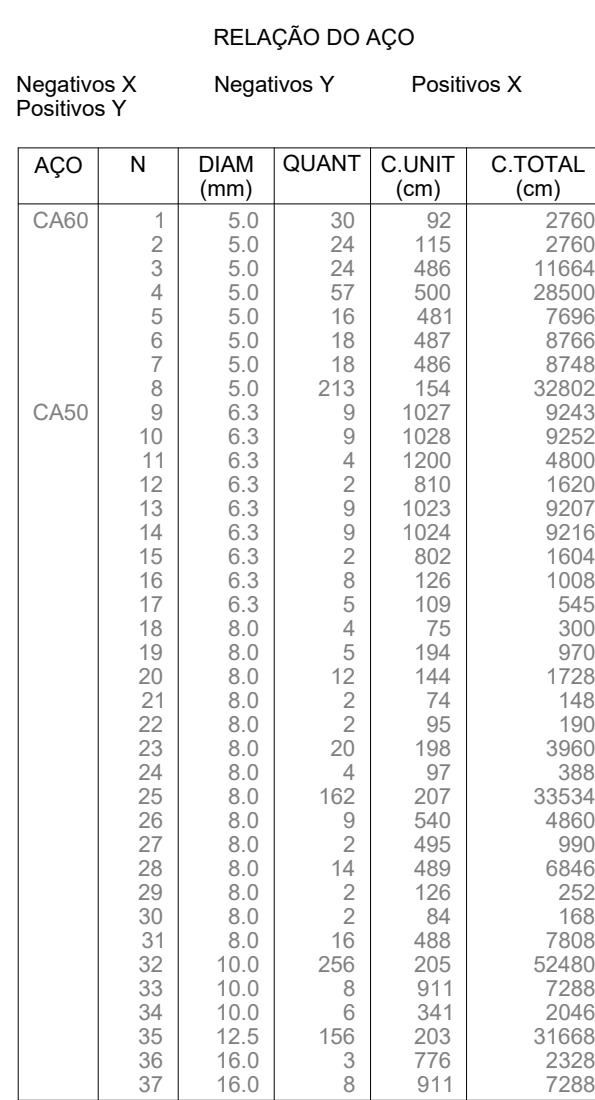 RELAÇÃO DO AÇO
Negativos X Negativos Y Positivos X
Positivos Y
AÇO N DIAM QUANT C.UNIT C.TOTAL
(mm) (cm) (cm)
CA60 1 5.0 30 92 2760
2 5.0 24 115 2760
3 5.0 24 486 11664
4 5.0 57 500 28500
5 5.0 16 481 7696
6 5.0 18 487 8766
7 5.0 18 486 8748
8 5.0 213 154 32802
CA50 9 6.3 9 1027 9243
10 6.3 9 1028 9252
11 6.3 4 1200 4800
12 6.3 2 810 1620
13 6.3 9 1023 9207
14 6.3 9 1024 9216
15 6.3 2 802 1604
16 6.3 8 126 1008
17 6.3 5 109 545
18 8.0 4 75 300
19 8.0 5 194 970
20 8.0 12 144 1728
21 8.0 2 74 148
22 8.0 2 95 190
23 8.0 20 198 3960
24 8.0 4 97 388
25 8.0 162 207 33534
26 8.0 9 540 4860
27 8.0 2 495 990
28 8.0 14 489 6846
29 8.0 2 126 252
30 8.0 2 84 168
31 8.0 16 488 7808
32 10.0 256 205 52480
33 10.0 8 911 7288
34 10.0 6 341 2046
35 12.5 156 203 31668
36 16.0 3 776 2328
37 16.0 8 911 7288